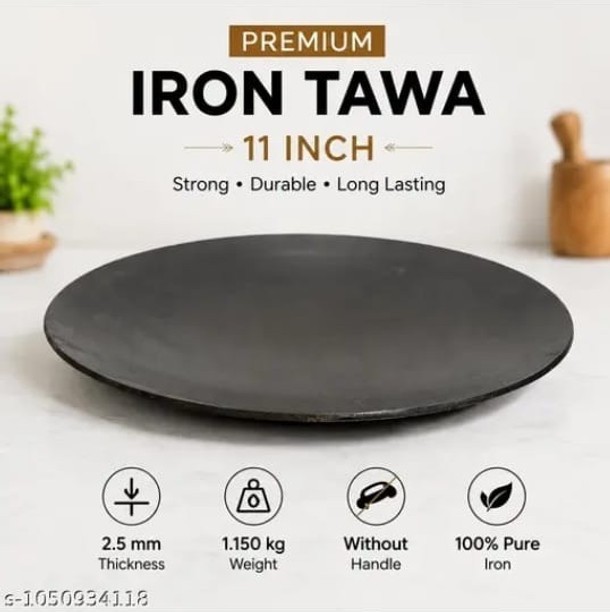 PREMIUM
IRON TAWA
11 INCH
Strong • Durable • Long Lasting
2.5 mm
Thickness
1.150 kg
Weight
Without
Handle
100% Pure
Iron
s-1050934118